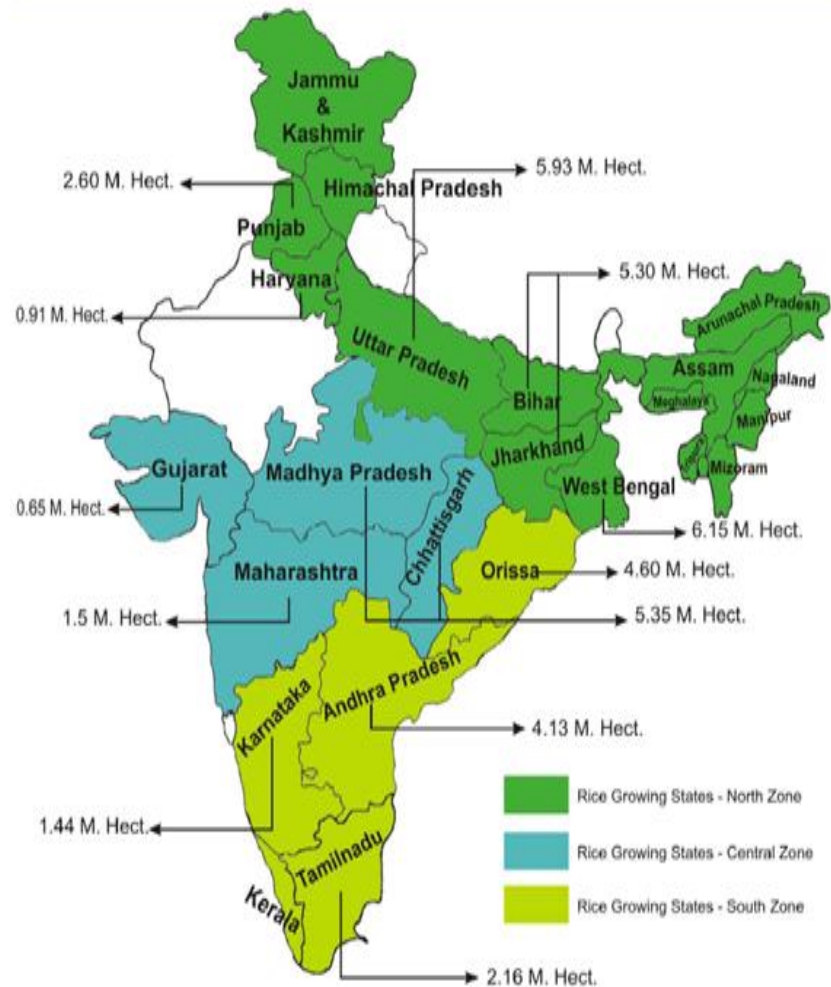 Jammu
&
Kashmir
2.60 M. Hect.
Himachal Pradesh
5.93 M. Hect.
Punjab
Haryana
5.30 M. Hect.
0.91 M. Hect.
Arunachal Pradesh
Uttar Pradesh
Assam
Nagaland
Bihar
Meghalaya
Manipur
Jharkhand
Tripura
Mizoram
Gujarat
Madhya Pradesh
West Bengal
0.65 M. Hect.
Chhattisgarh
6.15 M. Hect.
Maharashtra
Orissa
4.60 M. Hect.
1.5 M. Hect.
5.35 M. Hect.
Karnataka
Andhra Pradesh
4.13 M. Hect.
Rice Growing States - North Zone
1.44 M. Hect.
Rice Growing States - Central Zone
Tamilnadu
Kerala
Rice Growing States - South Zone
2.16 M. Hect.